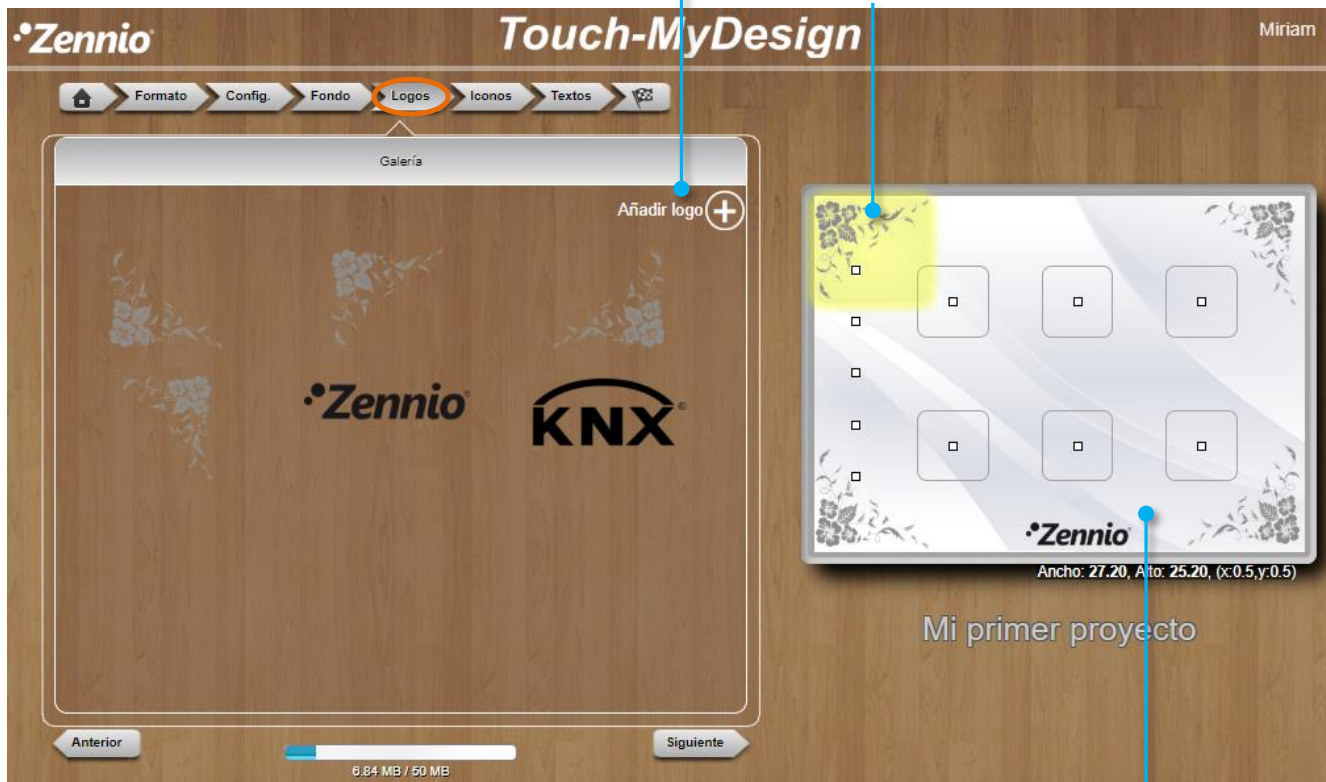 Zennio
Touch-MyDesign
Miriam
Formato Config. Fondo Logos Iconos Textos
Galería
Añadir logo
Zennio
KNX
Zennio
Ancho: 27.20, Alto: 25.20, (x:0.5,y:0.5)
Mi primer proyecto
Anterior
Siguiente
6.84 MB / 50 MB